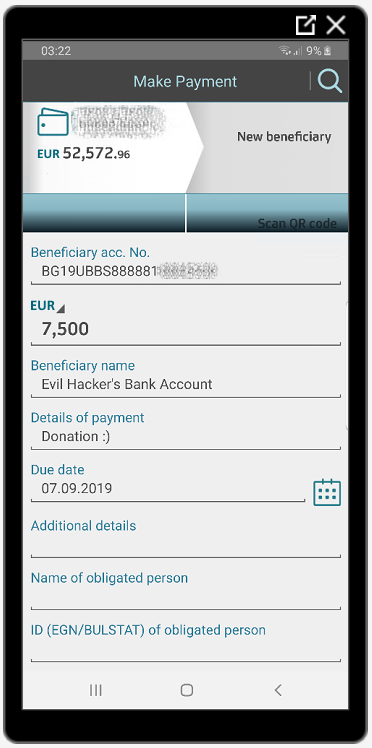 03:22
9%
Make Payment
EUR 52,572.96
New beneficiary
Scan QR code
Beneficiary acc. No.
BG19UBBS888881
EUR
7,500
Beneficiary name
Evil Hacker's Bank Account
Details of payment
Donation :)
Due date
07.09.2019
Additional details
Name of obligated person
ID (EGN/BULSTAT) of obligated person